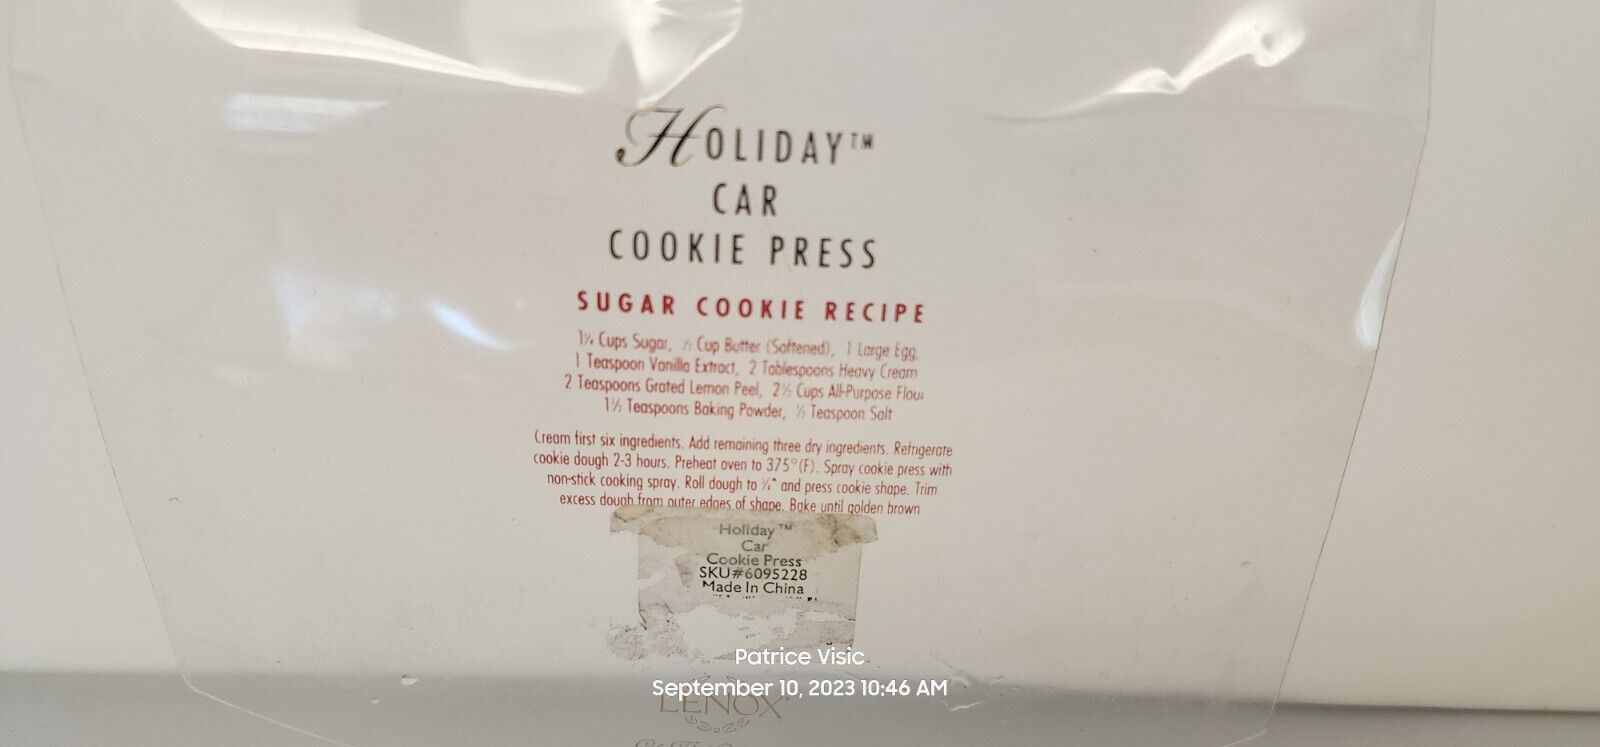 HOLIDAY™
CAR
COOKIE PRESS
SUGAR COOKIE RECIPE
1¼ Cups Sugar, ½ Cup Butter (Softened), 1 Large Egg
1 Teaspoon Vanilla Extract, 2 Tablespoons Heavy Cream
2 Teaspoons Grated Lemon Peel, 2½ Cups All-Purpose Flour
1½ Teaspoons Baking Powder, ½ Teaspoon Salt
Cream first six ingredients. Add remaining three dry ingredients. Refrigerate
cookie dough 2-3 hours. Preheat oven to 375°(F). Spray cookie press with
non-stick cooking spray. Roll dough to ¼" and press cookie shape. Trim
excess dough from outer edges of shape. Bake until golden brown
Holiday™
Car
Cookie Press
SKU#6095228
Made In China
Patrice Visic
September 10, 2023 10:46 AM
LENOX